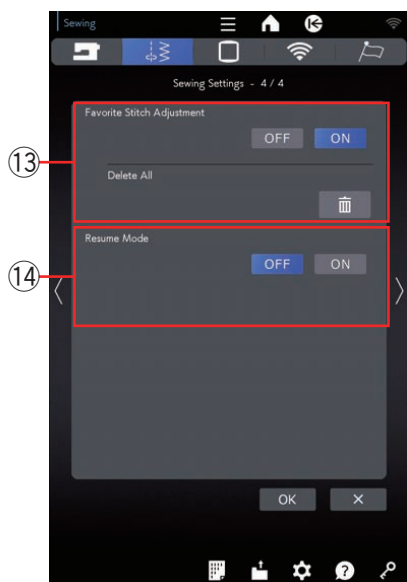 Sewing
Sewing Settings - 4 / 4
⑬
Favorite Stitch Adjustment
OFF ON
Delete All
⑭
Resume Mode
OFF ON
OK ×
?